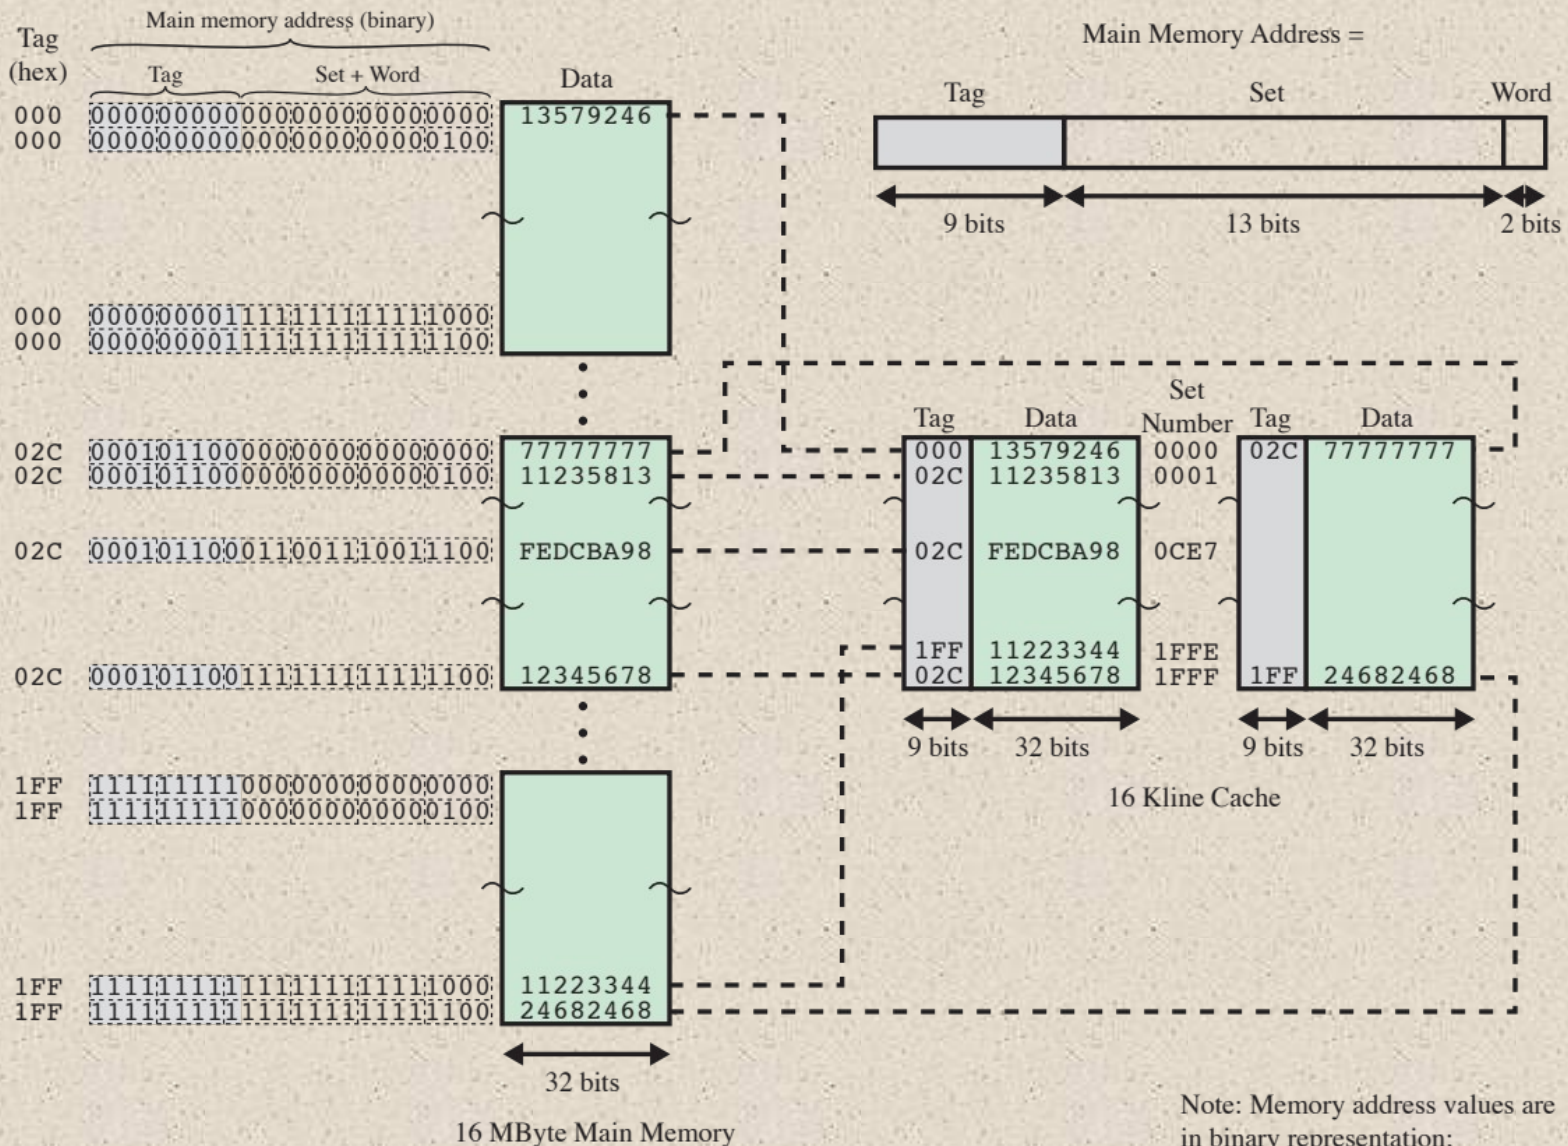 Main memory address (binary)
Tag
(hex)
Tag
Set + Word
Data
000 000000000000000000000000 13579246
000 000000000000000000000100
000 000000001111111111111000
000 000000001111111111111100
02C 000101100000000000000000 77777777
02C 000101100000000000000100 11235813
02C 000101100011001110011100 FEDCBA98
02C 000101100111111111111100 12345678
1FF 111111111000000000000000
1FF 111111111000000000000100
1FF 111111111111111111111000 11223344
1FF 111111111111111111111100 24682468
32 bits
16 MByte Main Memory
Main Memory Address =
Tag Set Word
9 bits 13 bits 2 bits
Set
Tag Data Number Tag Data
000 13579246 0000 02C 77777777
02C 11235813 0001
02C FEDCBA98 0CE7
1FF 11223344 1FFE
02C 12345678 1FFF 1FF 24682468
9 bits 32 bits 9 bits 32 bits
16 Kline Cache
Note: Memory address values are
in binary representation;